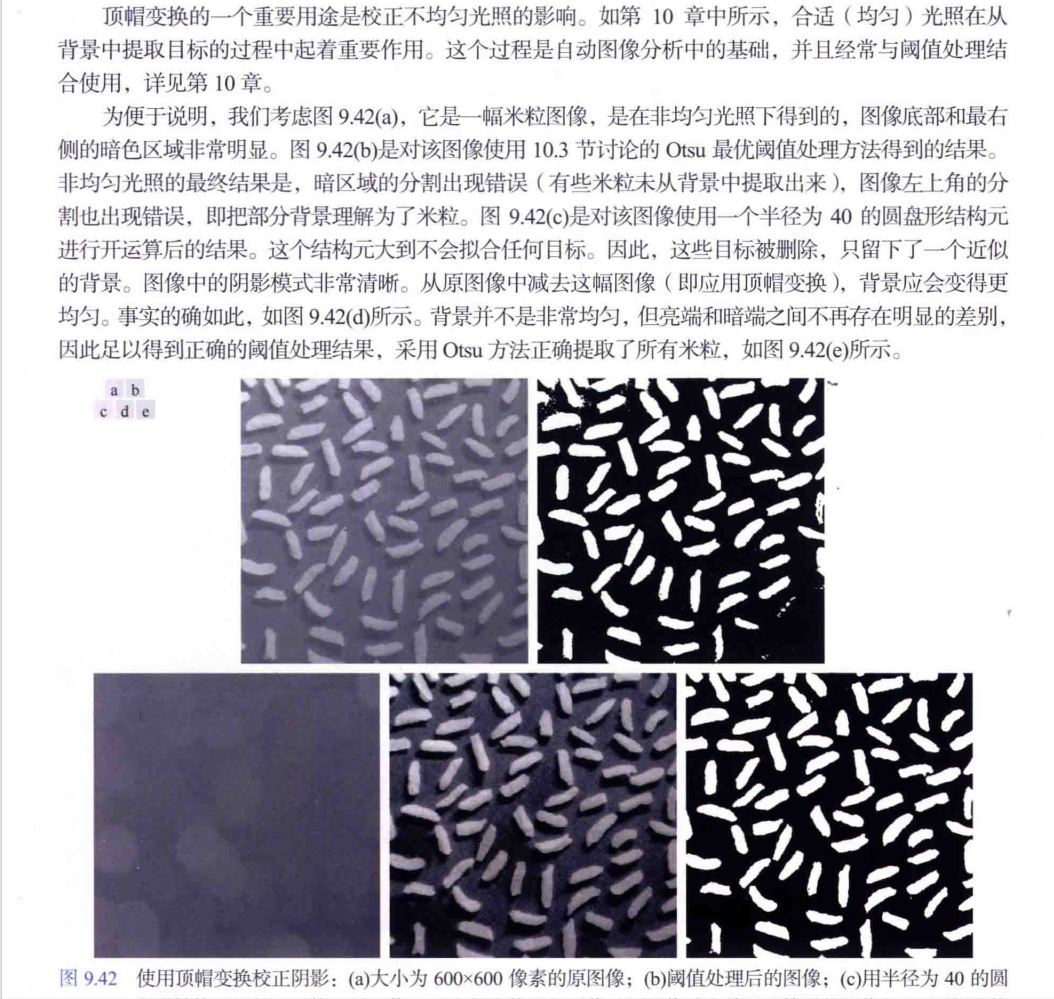 顶帽变换的一个重要用途是校正不均匀光照的影响。如第 10 章中所示，合适（均匀）光照在从
背景中提取目标的过程中起着重要作用。这个过程是自动图像分析中的基础，并且经常与阈值处理结
合使用，详见第 10 章。
为便于说明，我们考虑图 9.42(a)，它是一幅米粒图像，是在非均匀光照下得到的，图像底部和最右
侧的暗色区域非常明显。图 9.42(b)是对该图像使用 10.3 节讨论的 Otsu 最优阈值处理方法得到的结果。
非均匀光照的最终结果是，暗区域的分割出现错误（有些米粒未从背景中提取出来），图像左上角的分
割也出现错误，即把部分背景理解为了米粒。图 9.42(c)是对该图像使用一个半径为 40 的圆盘形结构元
进行开运算后的结果。这个结构元大到不会拟合任何目标。因此，这些目标被删除，只留下了一个近似
的背景。图像中的阴影模式非常清晰。从原图像中减去这幅图像（即应用顶帽变换），背景应会变得更
均匀。事实的确如此，如图 9.42(d)所示。背景并不是非常均匀，但亮端和暗端之间不再存在明显的差别，
因此足以得到正确的阈值处理结果，采用 Otsu 方法正确提取了所有米粒，如图 9.42(e)所示。
a b
c d e
图 9.42 使用顶帽变换校正阴影：(a)大小为 600×600 像素的原图像；(b)阈值处理后的图像；(c)用半径为 40 的圆